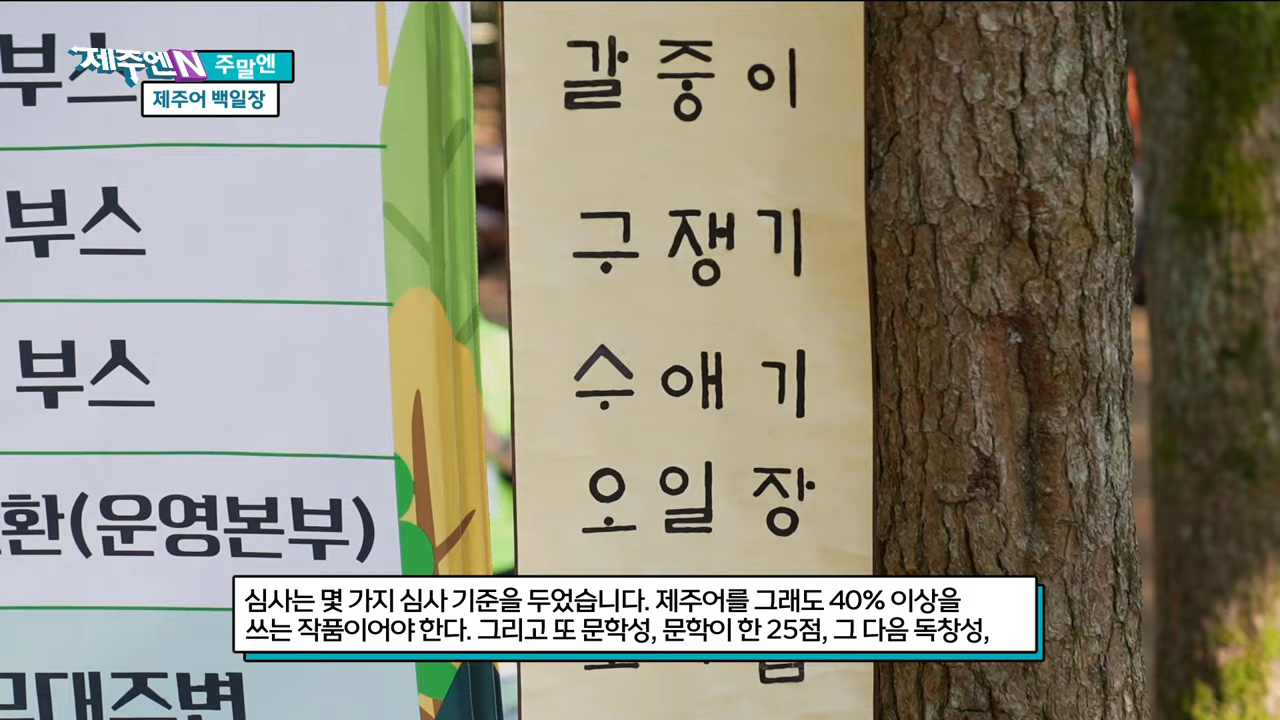 제주엔N 주말엔
제주어 백일장
부스
부스
부스
환(운영본부)
무대주변
갈중이
구쟁기
수애기
오일장
심사는 몇 가지 심사 기준을 두었습니다. 제주어를 그래도 40% 이상을
쓰는 작품이어야 한다. 그리고 또 문학성, 문학이 한 25점, 그 다음 독창성,